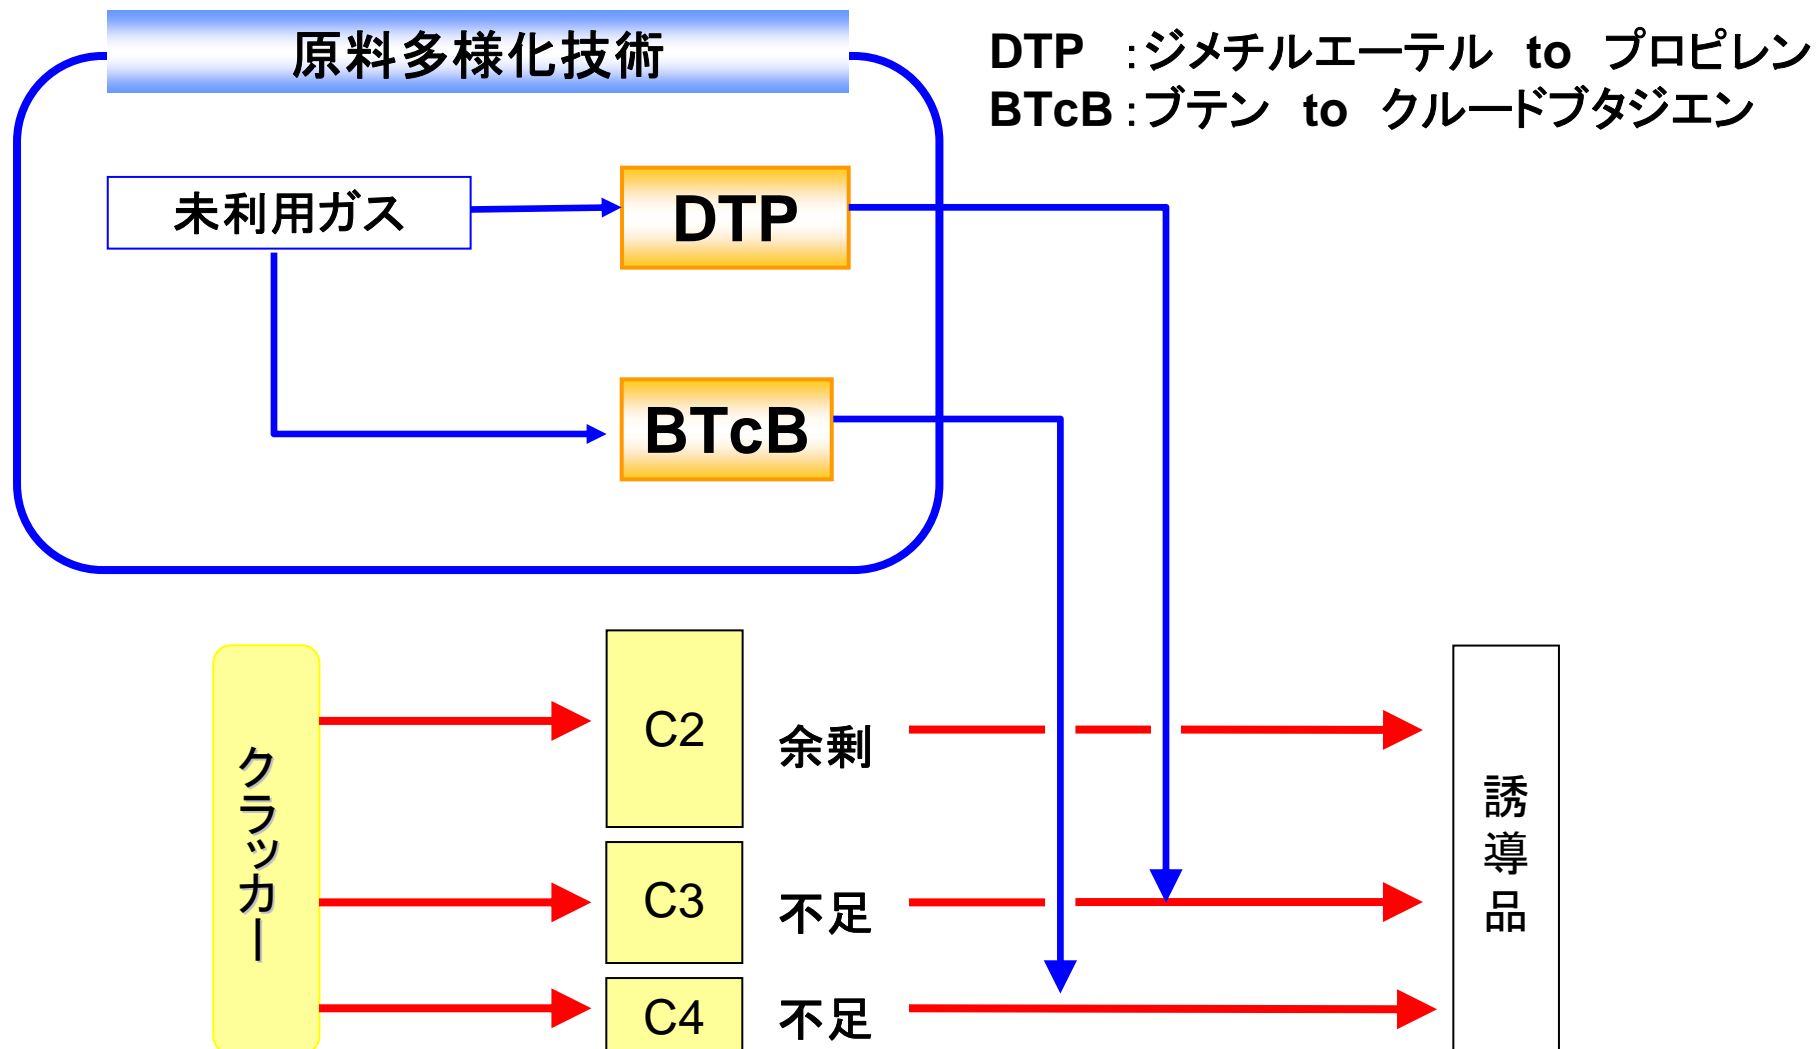 原料多様化技術
DTP :ジメチルエーテル to プロピレン
BTcB:ブテン to クルードブタジエン
未利用ガス
DTP
BTcB
クラッカー
C2
余剰
C3
不足
C4
不足
誘導品